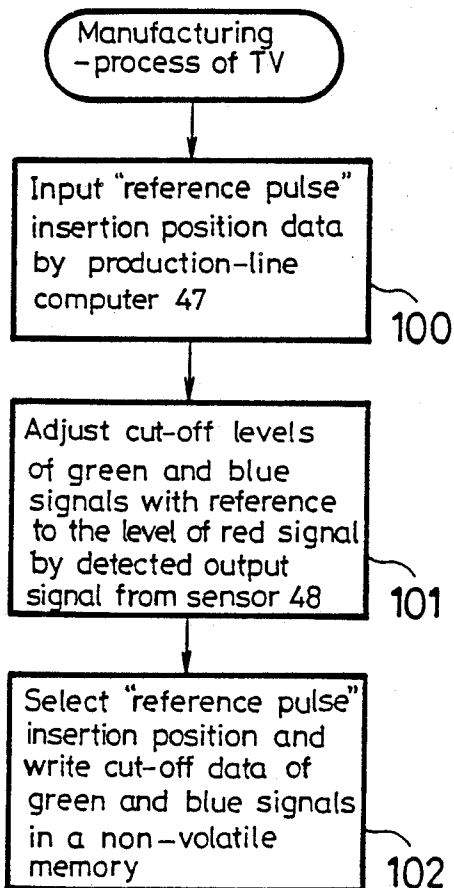 Manufacturing
-process of TV
Input "reference pulse"
insertion position data
by production-line
computer 47
100
Adjust cut-off levels
of green and blue
signals with reference
to the level of red signal
by detected output
signal from sensor 48
101
Select "reference pulse"
insertion position and
write cut-off data of
green and blue signals
in a non-volatile
memory
102